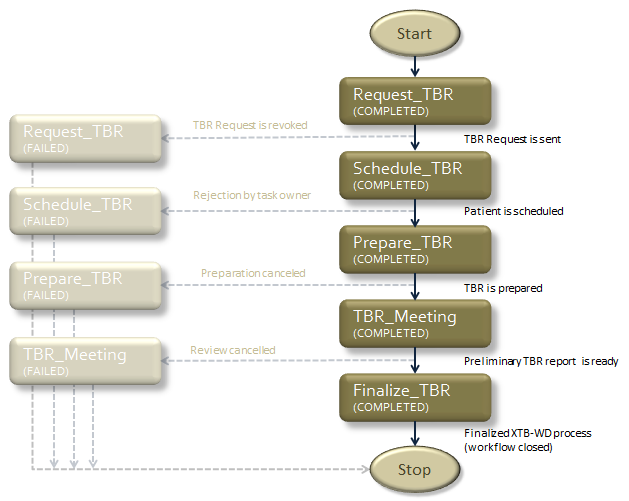 Start
Request_TBR
(COMPLETED)
Request_TBR
(FAILED)
TBR Request is revoked
TBR Request is sent
Schedule_TBR
(COMPLETED)
Schedule_TBR
(FAILED)
Rejection by task owner
Patient is scheduled
Prepare_TBR
(COMPLETED)
Prepare_TBR
(FAILED)
Preparation canceled
TBR is prepared
TBR_Meeting
(COMPLETED)
TBR_Meeting
(FAILED)
Review cancelled
Preliminary TBR report is ready
Finalize_TBR
(COMPLETED)
Finalized XTB-WD process
(workflow closed)
Stop